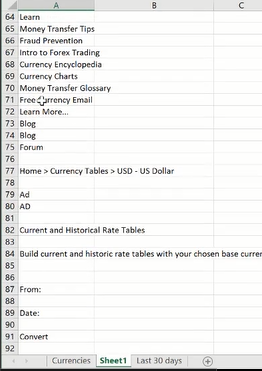 A B C
64 Learn
65 Money Transfer Tips
66 Fraud Prevention
67 Intro to Forex Trading
68 Currency Encyclopedia
69 Currency Charts
70 Money Transfer Glossary
71 Free Currency Email
72 Learn More...
73 Blog
74 Blog
75 Forum
76
77 Home > Currency Tables > USD - US Dollar
78
79 Ad
80 AD
81
82 Current and Historical Rate Tables
83
84 Build current and historic rate tables with your chosen base curren
85
86
87 From:
88
89 Date:
90
91 Convert
92
Currencies Sheet1 Last 30 days